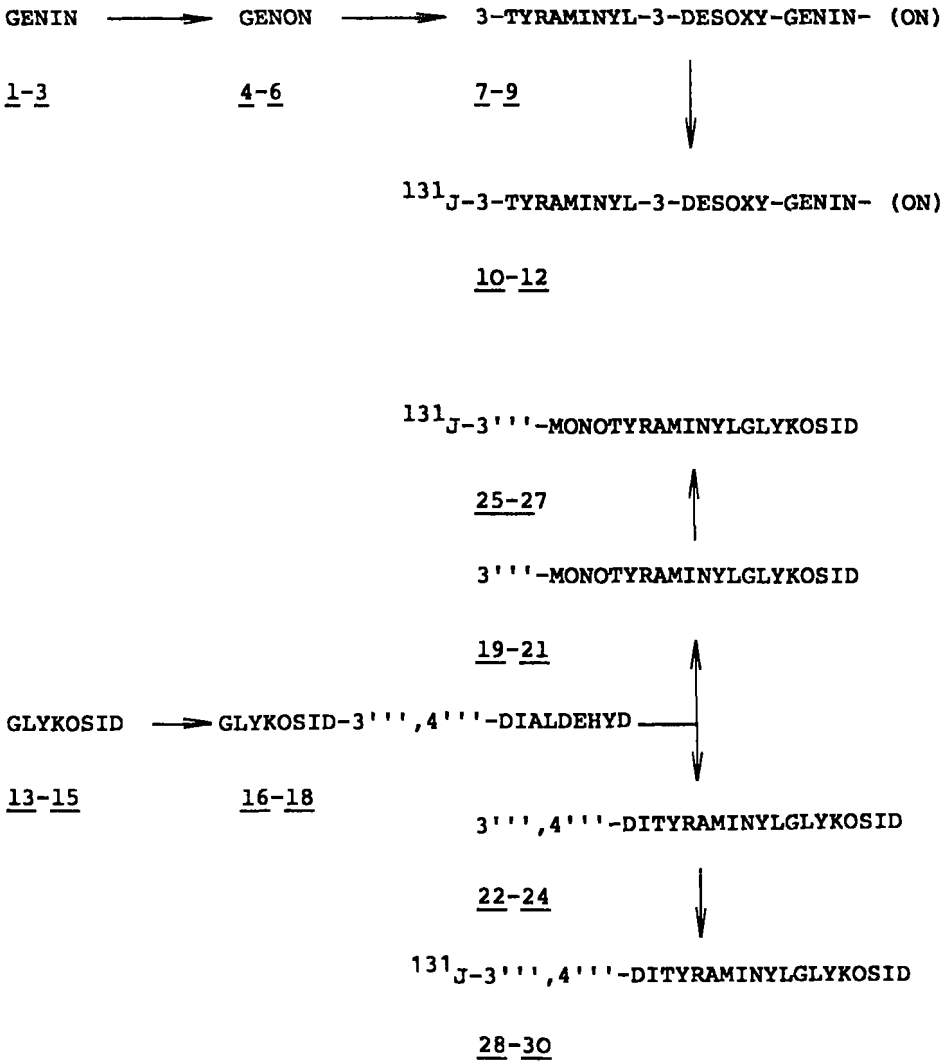 GENIN GENON 3-TYRAMINYL-3-DESOXY-GENIN- (ON)
1-3 4-6 7-9
131J-3-TYRAMINYL-3-DESOXY-GENIN- (ON)
10-12
131J-3'''-MONOTYRAMINYLGLYKOSID
25-27
3'''-MONOTYRAMINYLGLYKOSID
19-21
GLYKOSID GLYKOSID-3''',4'''-DIALDEHYD
13-15 16-18
3''',4'''-DITYRAMINYLGLYKOSID
22-24
131J-3''',4'''-DITYRAMINYLGLYKOSID
28-30